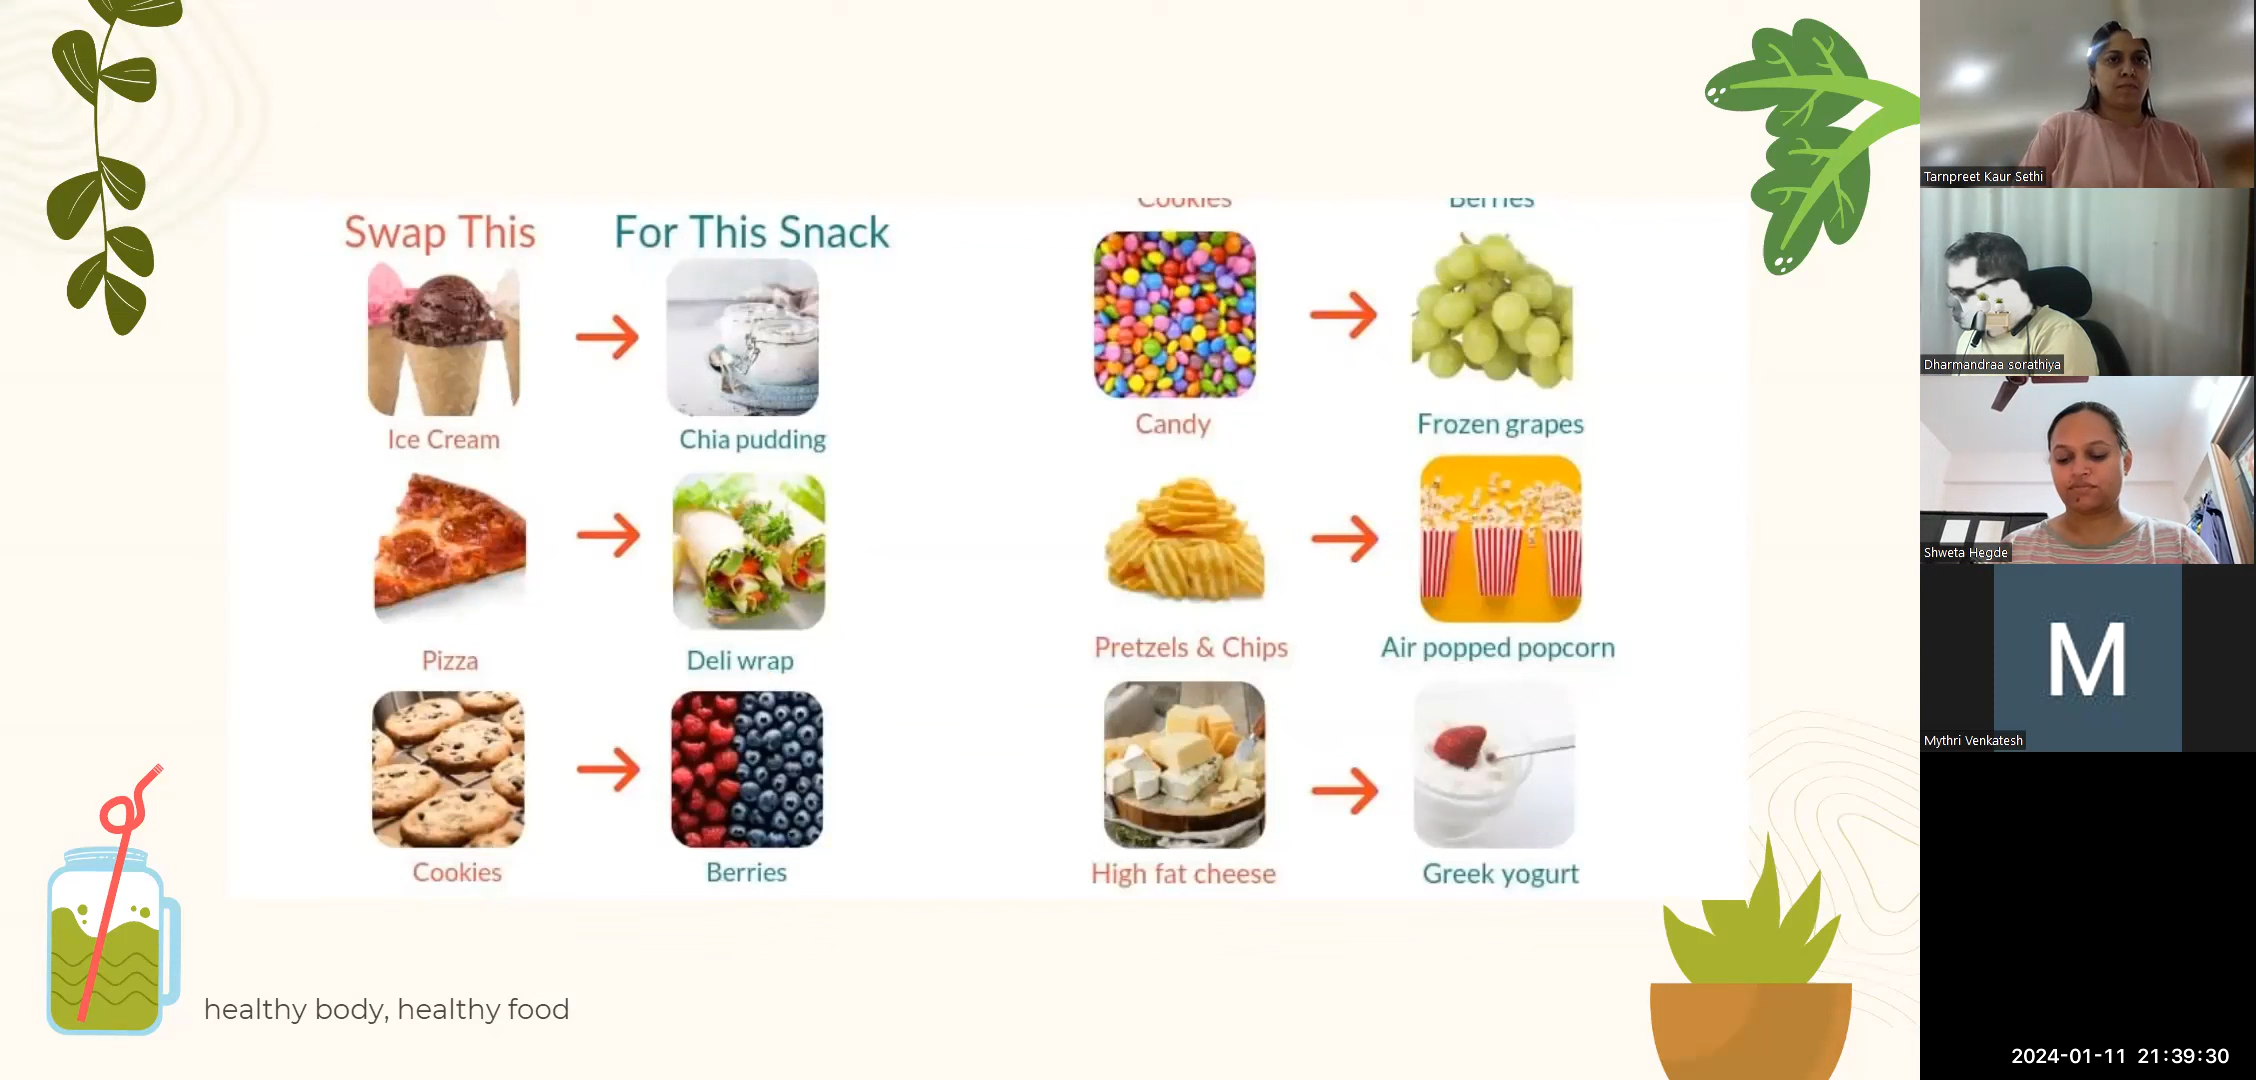 Swap This
For This Snack
Ice Cream
Chia pudding
Pizza
Deli wrap
Cookies
Berries
Cookies
Berries
Candy
Frozen grapes
Pretzels & Chips
Air popped popcorn
High fat cheese
Greek yogurt
healthy body, healthy food
Tarnpreet Kaur Sethi
Dharmandraa sorathiya
Shweta Hegde
M
Mythri Venkatesh
2024-01-11 21:39:30